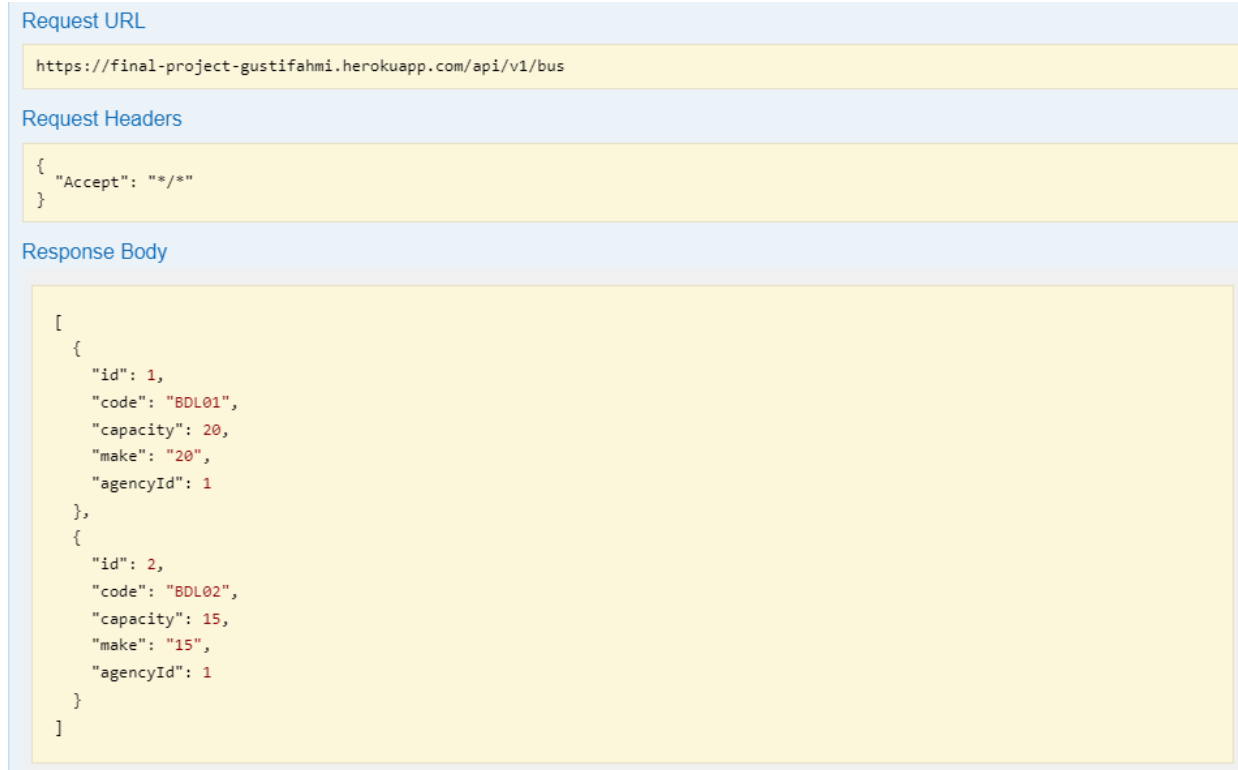 Request URL
https://final-project-gustifahmi.herokuapp.com/api/v1/bus
Request Headers
{
  "Accept": "*/*"
}
Response Body
[
  {
    "id": 1,
    "code": "BDL01",
    "capacity": 20,
    "make": "20",
    "agencyId": 1
  },
  {
    "id": 2,
    "code": "BDL02",
    "capacity": 15,
    "make": "15",
    "agencyId": 1
  }
]